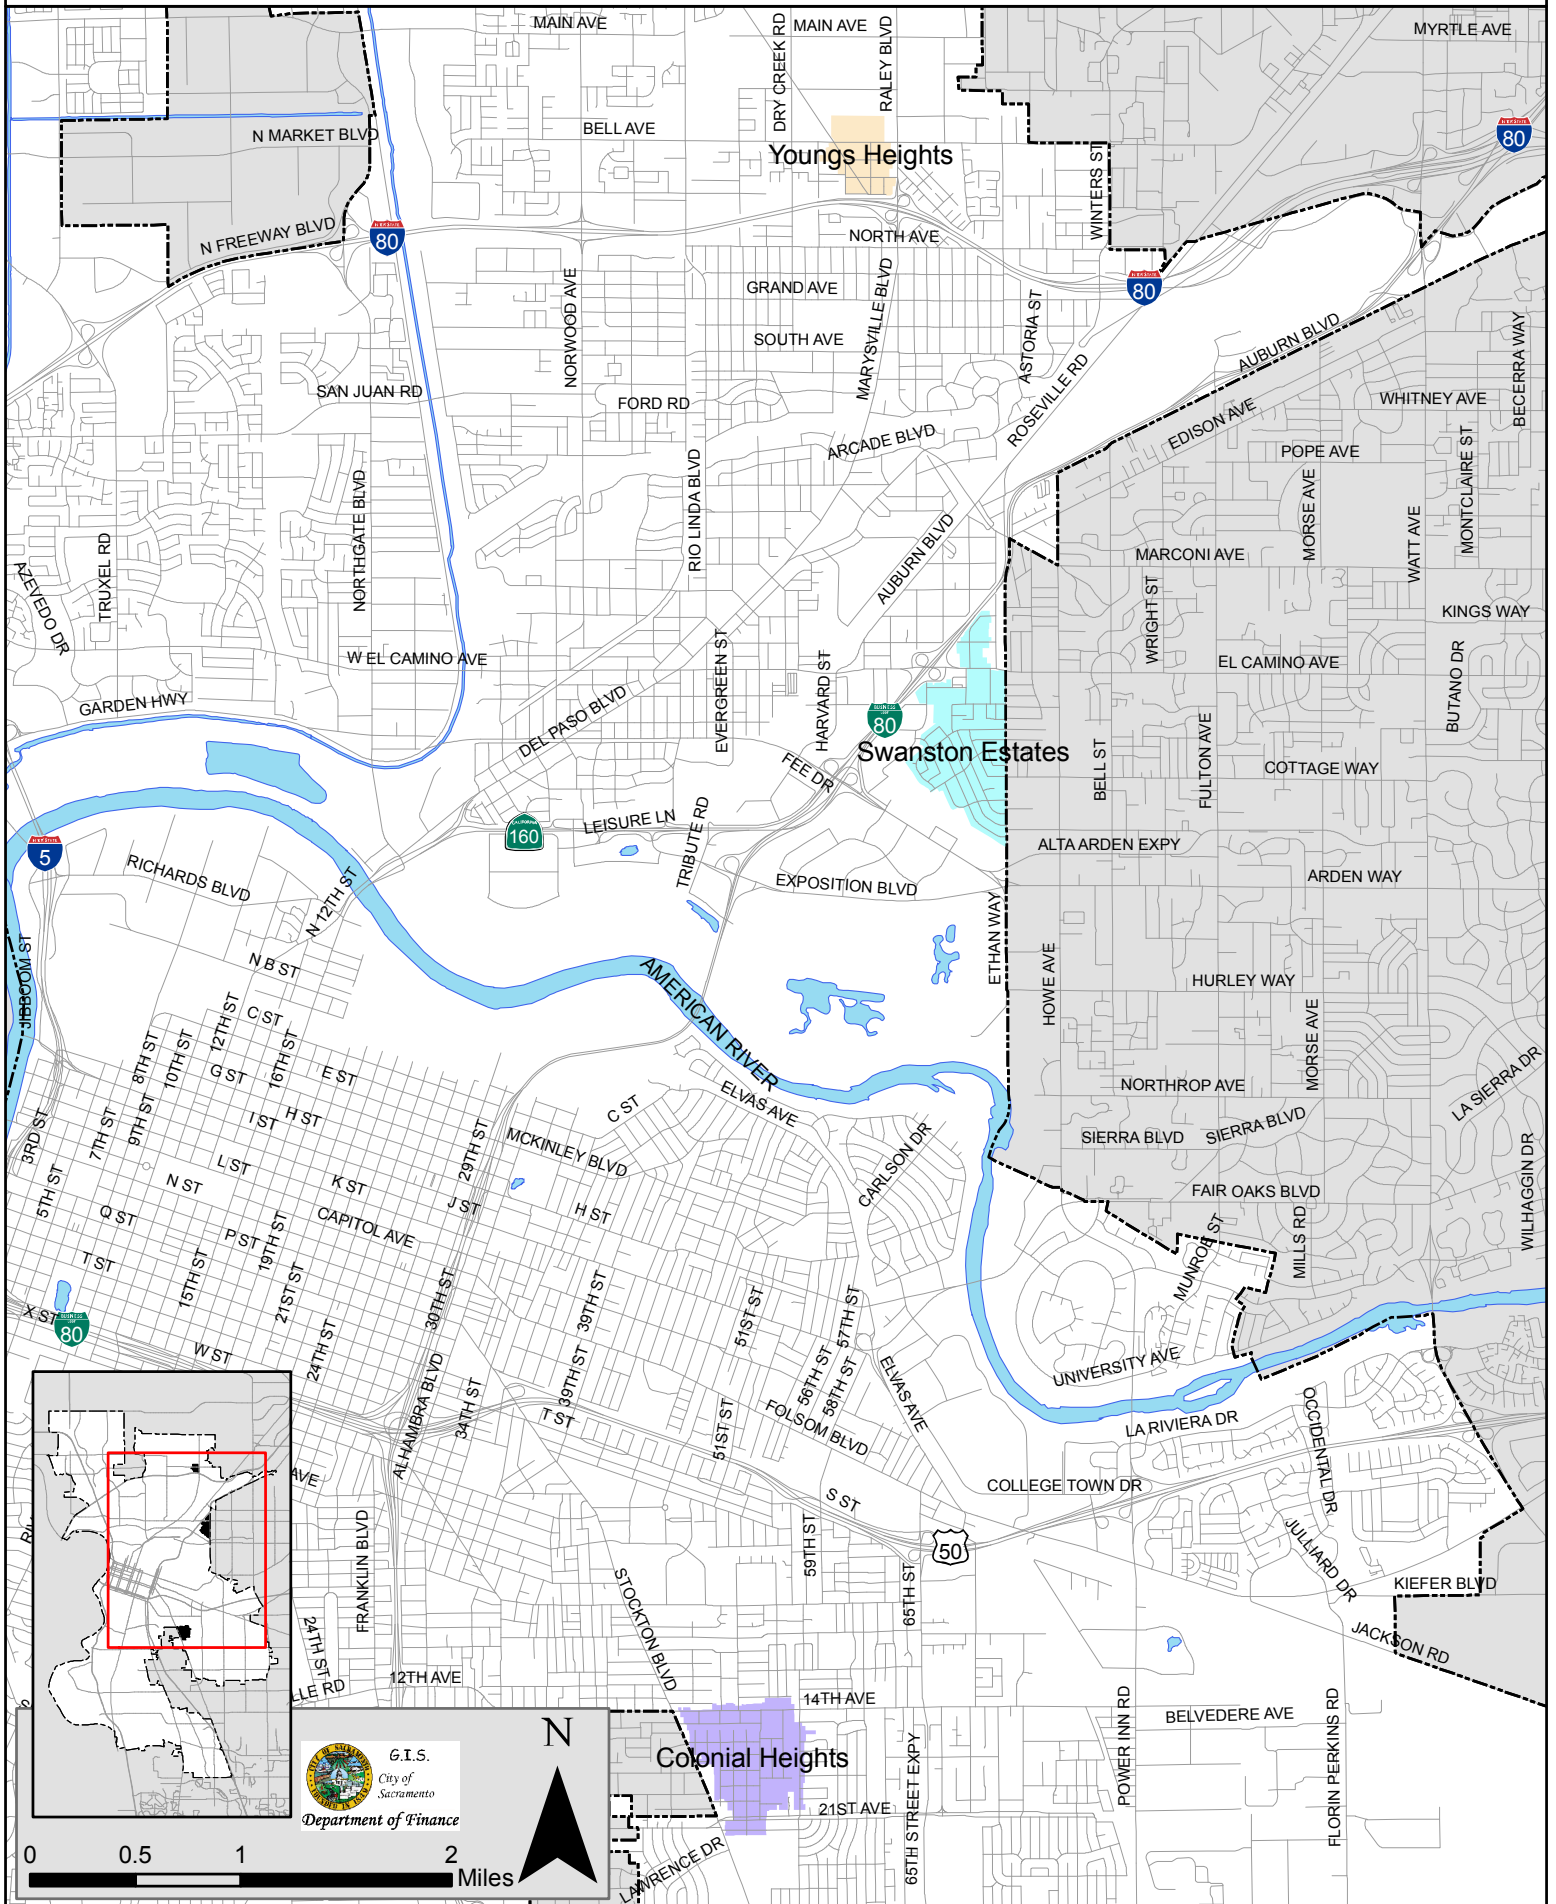 MAIN AVE
MAIN AVE
DRY CREEK RD
RALEY BLVD
MYRTLE AVE
N MARKET BLVD
BELL AVE
80
Youngs Heights
WINTERS ST
N FREEWAY BLVD
80
NORTH AVE
80
GRAND AVE
NORWOOD AVE
MARYSVILLE BLVD
ASTORIA ST
SOUTH AVE
AUBURN BLVD
BECERRA WAY
SAN JUAN RD
FORD RD
ROSEVILLE RD
WHITNEY AVE
EDISON AVE
ARCADE BLVD
POPE AVE
MONTCLAIRE ST
RIO LINDA BLVD
NORTHGATE BLVD
MORSE AVE
WATT AVE
TRUXEL RD
AUBURN BLVD
MARCONI AVE
AZEVEDO DR
WRIGHT ST
KINGS WAY
W EL CAMINO AVE
EVERGREEN ST
HARVARD ST
EL CAMINO AVE
BUTANO DR
GARDEN HWY
DEL PASO BLVD
BUSINESS
80
FULTON AVE
Swanston Estates
BELL ST
COTTAGE WAY
FEE DR
CALIFORNIA
160
LEISURE LN
TRIBUTE RD
5
ALTA ARDEN EXPY
RICHARDS BLVD
EXPOSITION BLVD
ARDEN WAY
N 12TH ST
ETHAN WAY
JIBBOOM ST
N B ST
AMERICAN RIVER
HOWE AVE
HURLEY WAY
12TH ST
C ST
8TH ST
10TH ST
16TH ST
G ST
E ST
MORSE AVE
LA SIERRA DR
NORTHROP AVE
ELVAS AVE
C ST
3RD ST
7TH ST
9TH ST
I ST
H ST
29TH ST
MCKINLEY BLVD
CARLSON DR
SIERRA BLVD
SIERRA BLVD
WILHAGGIN DR
L ST
N ST
K ST
5TH ST
J ST
H ST
FAIR OAKS BLVD
Q ST
CAPITOL AVE
P ST
19TH ST
MUNROE ST
MILLS RD
T ST
15TH ST
21ST ST
30TH ST
39TH ST
51ST ST
57TH ST
X ST
BUSINESS
80
W ST
24TH ST
ALHAMBRA BLVD
34TH ST
39TH ST
56TH ST
58TH ST
ELVAS AVE
UNIVERSITY AVE
T ST
51ST ST
FOLSOM BLVD
LA RIVIERA DR
OCCIDENTAL DR
AVE
COLLEGE TOWN DR
S ST
FRANKLIN BLVD
59TH ST
50
JULLIARD DR
65TH ST
KIEFER BLVD
STOCKTON BLVD
24TH ST
JACKSON RD
12TH AVE
LLE RD
14TH AVE
POWER INN RD
BELVEDERE AVE
FLORIN PERKINS RD
Colonial Heights
65TH STREET EXPY
21ST AVE
LAWRENCE DR
N
G.I.S.
City of
Sacramento
Department of Finance
0 0.5 1 2
Miles